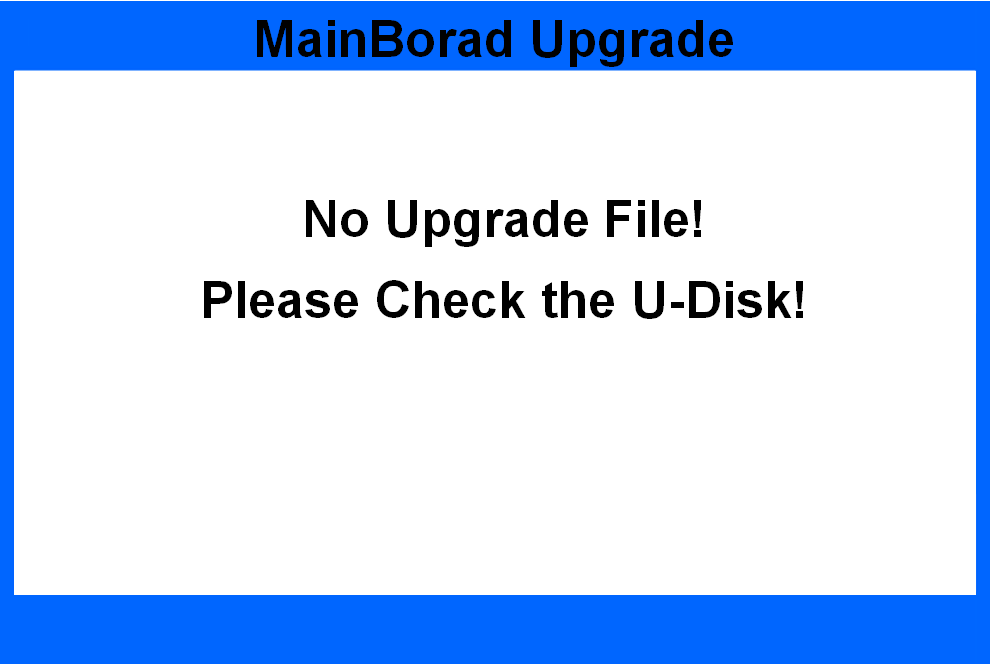 MainBorad Upgrade
No Upgrade File!
Please Check the U-Disk!